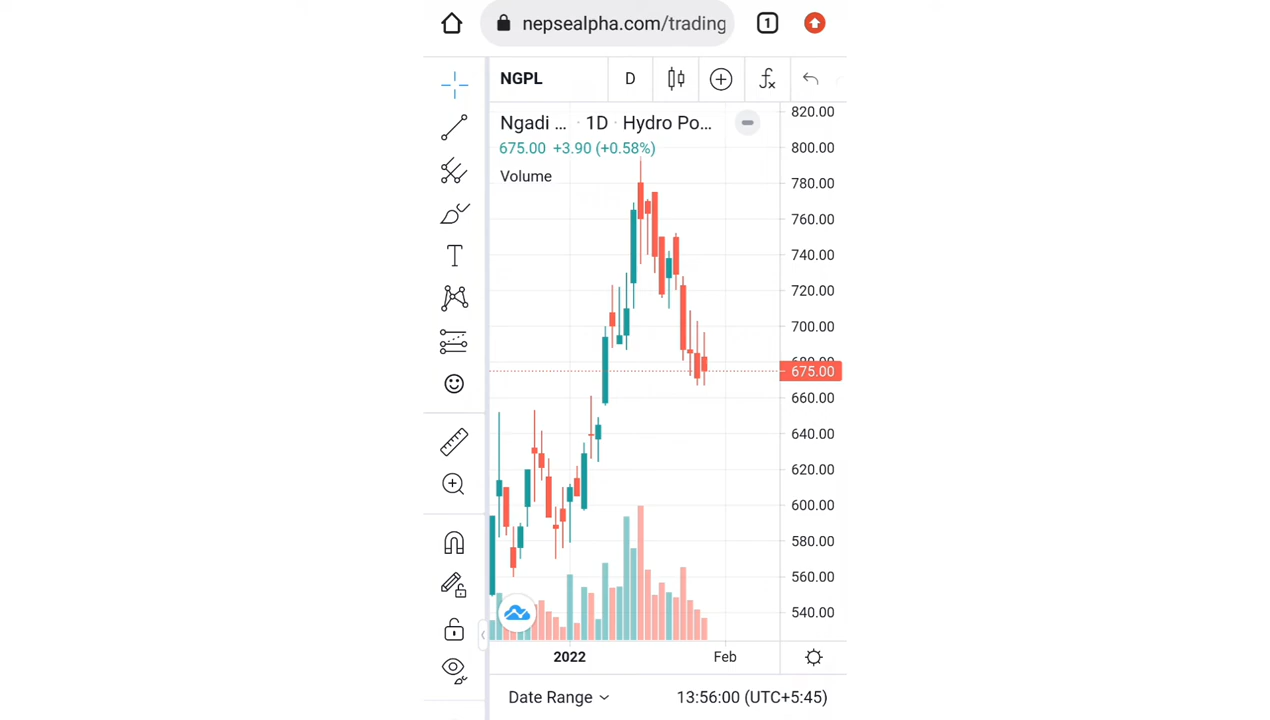 nepsealpha.com/trading 1
NGPL D
Ngadi ... · 1D · Hydro Po...
675.00 +3.90 (+0.58%)
Volume
820.00
800.00
780.00
760.00
740.00
720.00
700.00
680.00
675.00
660.00
640.00
620.00
600.00
580.00
560.00
540.00
2022 Feb
Date Range 13:56:00 (UTC+5:45)